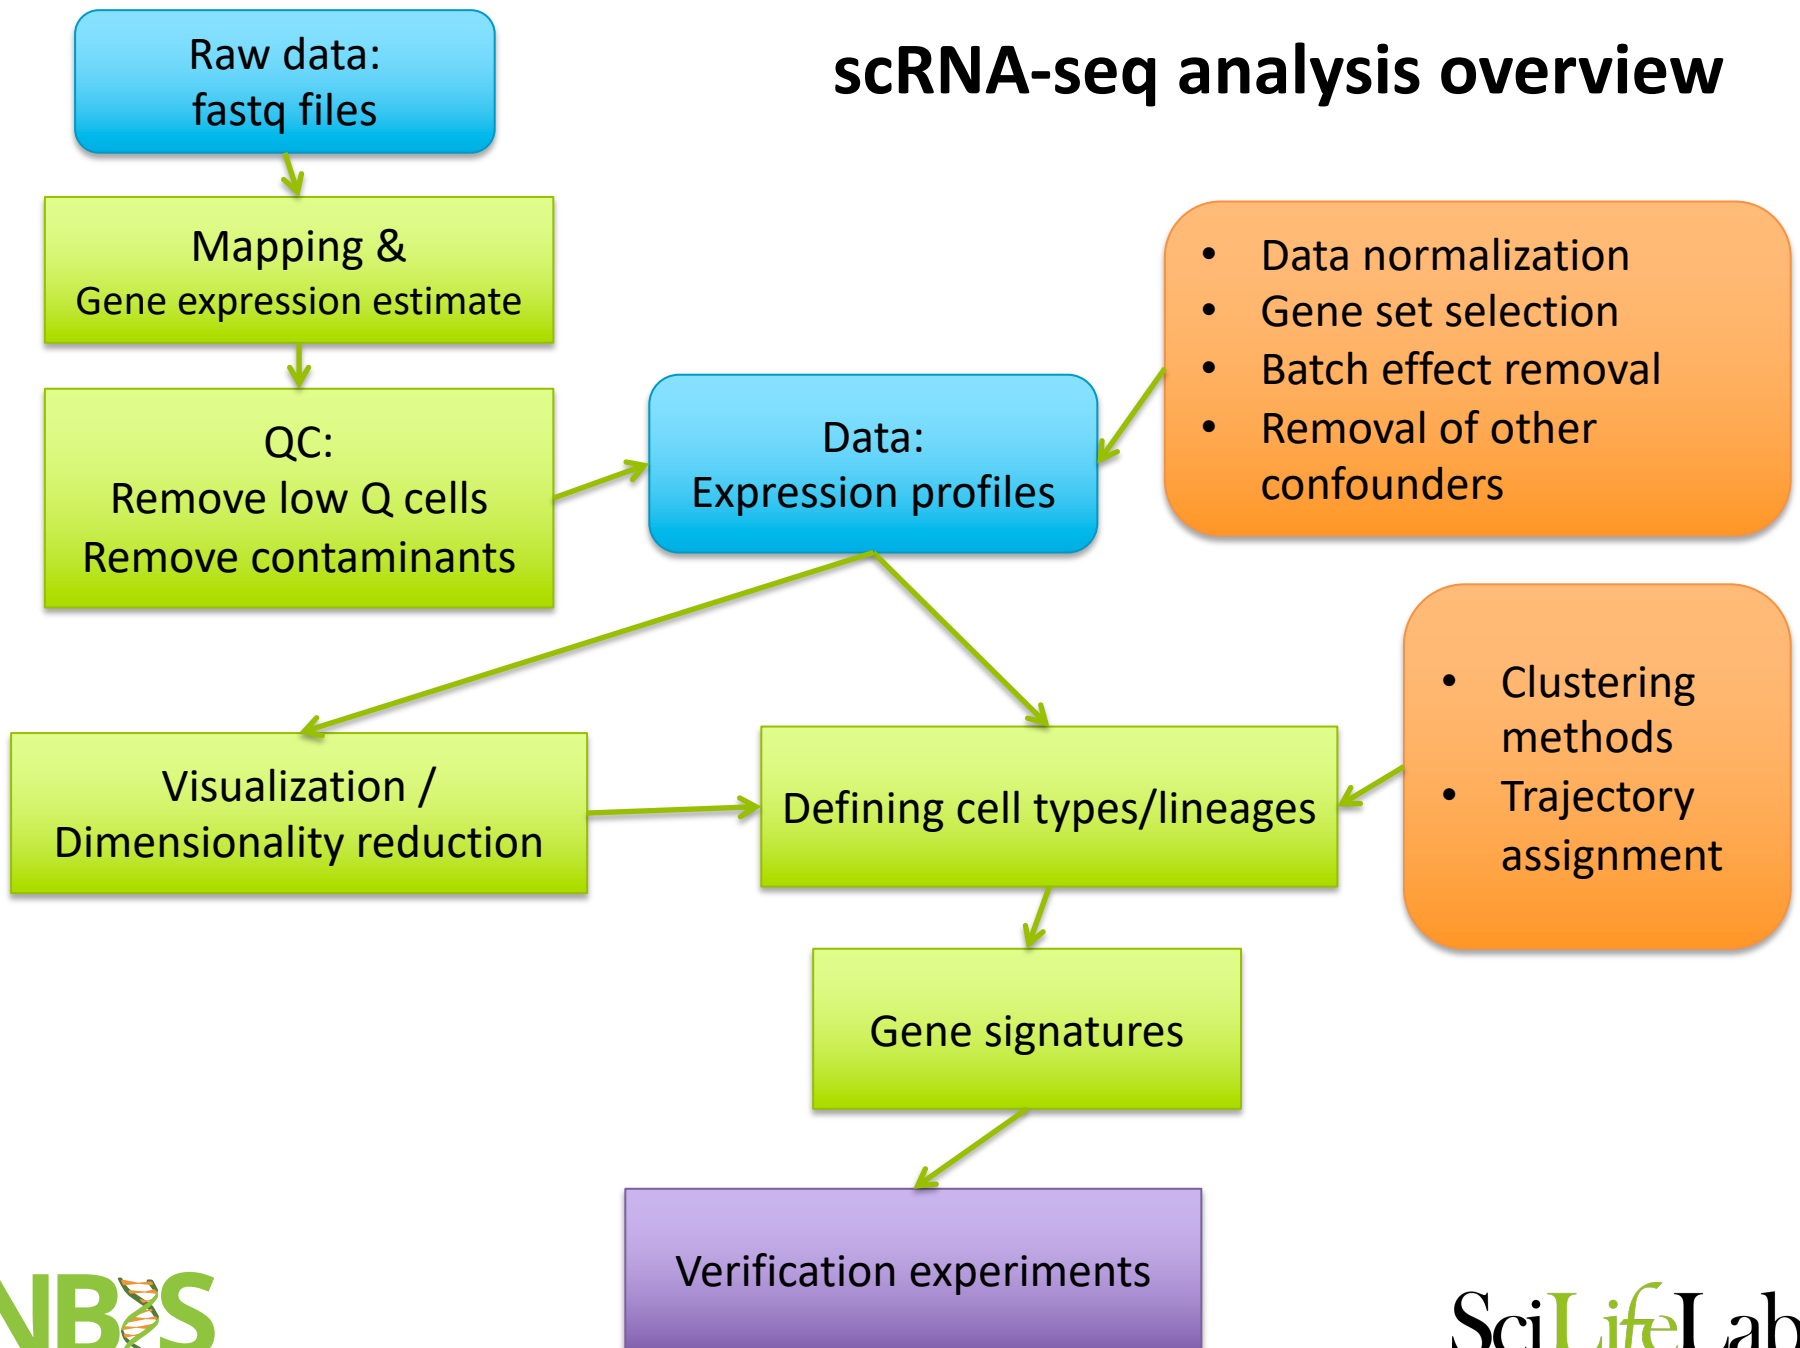 scRNA-seq analysis overview
Raw data:
fastq files
Mapping &
Gene expression estimate
QC:
Remove low Q cells
Remove contaminants
Data:
Expression profiles
• Data normalization
• Gene set selection
• Batch effect removal
• Removal of other
confounders
Visualization /
Dimensionality reduction
Defining cell types/lineages
• Clustering
methods
• Trajectory
assignment
Gene signatures
Verification experiments
NBIS
SciLifeLab